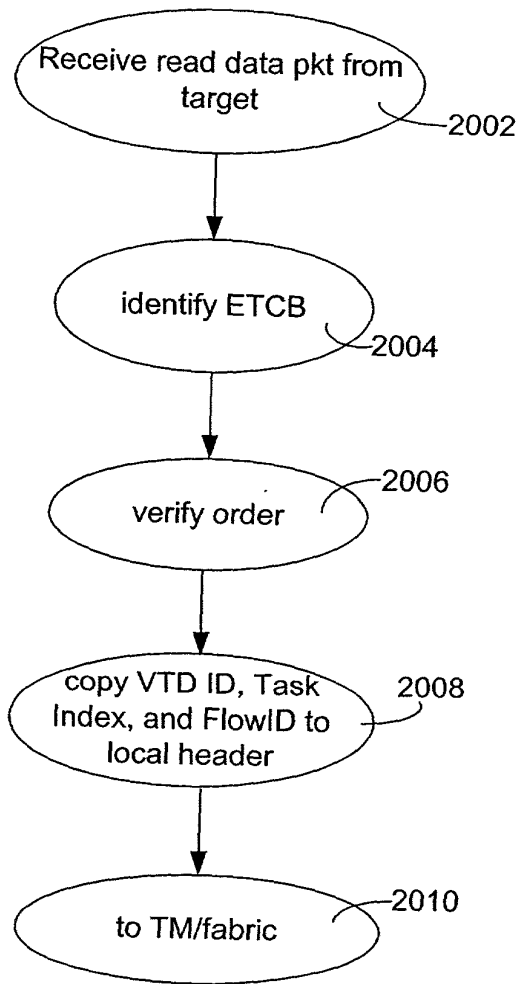 Receive read data pkt from
target
2002
identify ETCB
2004
verify order
2006
copy VTD ID, Task
Index, and FlowID to
local header
2008
to TM/fabric
2010